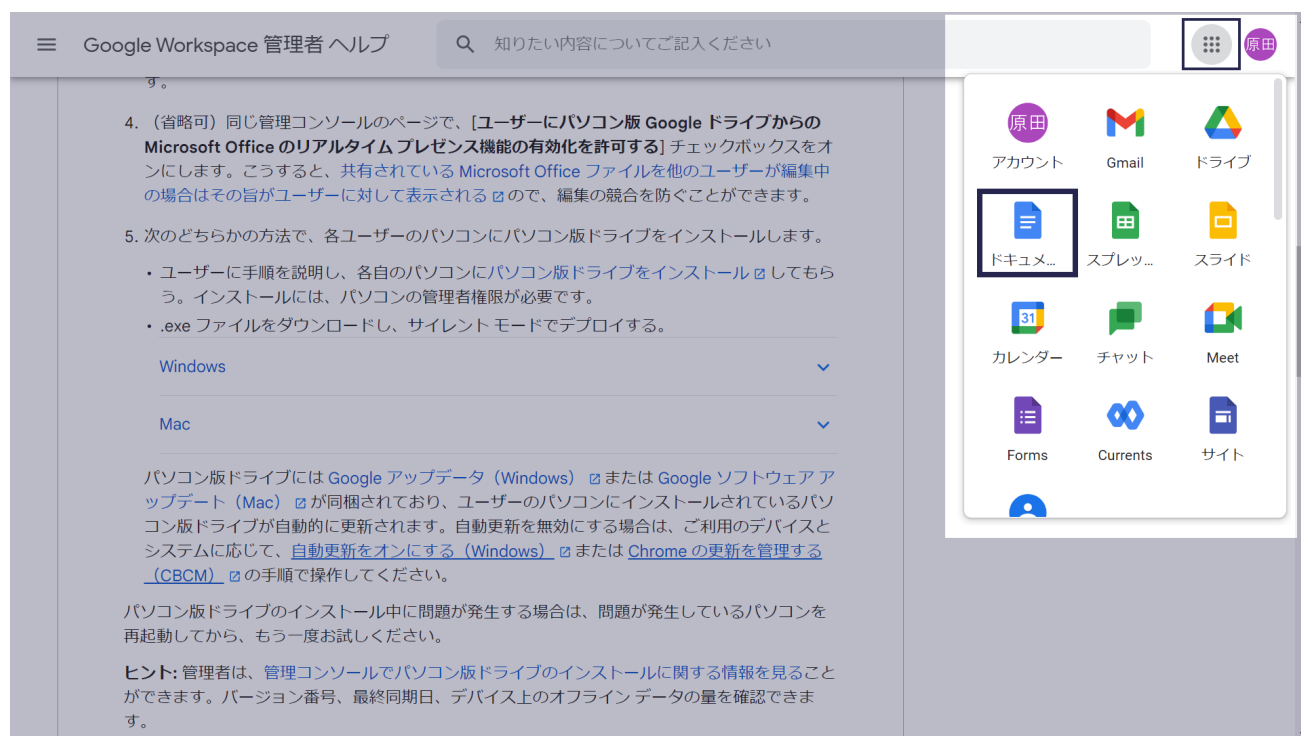 Google Workspace 管理者 ヘルプ
知りたい内容についてご記入ください
原田
す。
4. （省略可）同じ管理コンソールのページで、[ユーザーにパソコン版 Google ドライブからの
Microsoft Office のリアルタイム プレゼンス機能の有効化を許可する] チェックボックスをオ
ンにします。こうすると、共有されている Microsoft Office ファイルを他のユーザーが編集中
の場合はその旨がユーザーに対して表示される ので、編集の競合を防ぐことができます。
5. 次のどちらかの方法で、各ユーザーのパソコンにパソコン版ドライブをインストールします。
• ユーザーに手順を説明し、各自のパソコンにパソコン版ドライブをインストール してもら
う。インストールには、パソコンの管理者権限が必要です。
• .exe ファイルをダウンロードし、サイレント モードでデプロイする。
Windows
Mac
パソコン版ドライブには Google アップデータ（Windows） または Google ソフトウェア ア
ップデート（Mac） が同梱されており、ユーザーのパソコンにインストールされているパソ
コン版ドライブが自動的に更新されます。自動更新を無効にする場合は、ご利用のデバイスと
システムに応じて、自動更新をオンにする（Windows） または Chrome の更新を管理する
（CBCM） の手順で操作してください。
パソコン版ドライブのインストール中に問題が発生する場合は、問題が発生しているパソコンを
再起動してから、もう一度お試しください。
ヒント: 管理者は、管理コンソールでパソコン版ドライブのインストールに関する情報を見ること
ができます。バージョン番号、最終同期日、デバイス上のオフライン データの量を確認できま
す。
原田
アカウント Gmail ドライブ
ドキュメ... スプレッ... スライド
31
カレンダー チャット Meet
Forms Currents サイト